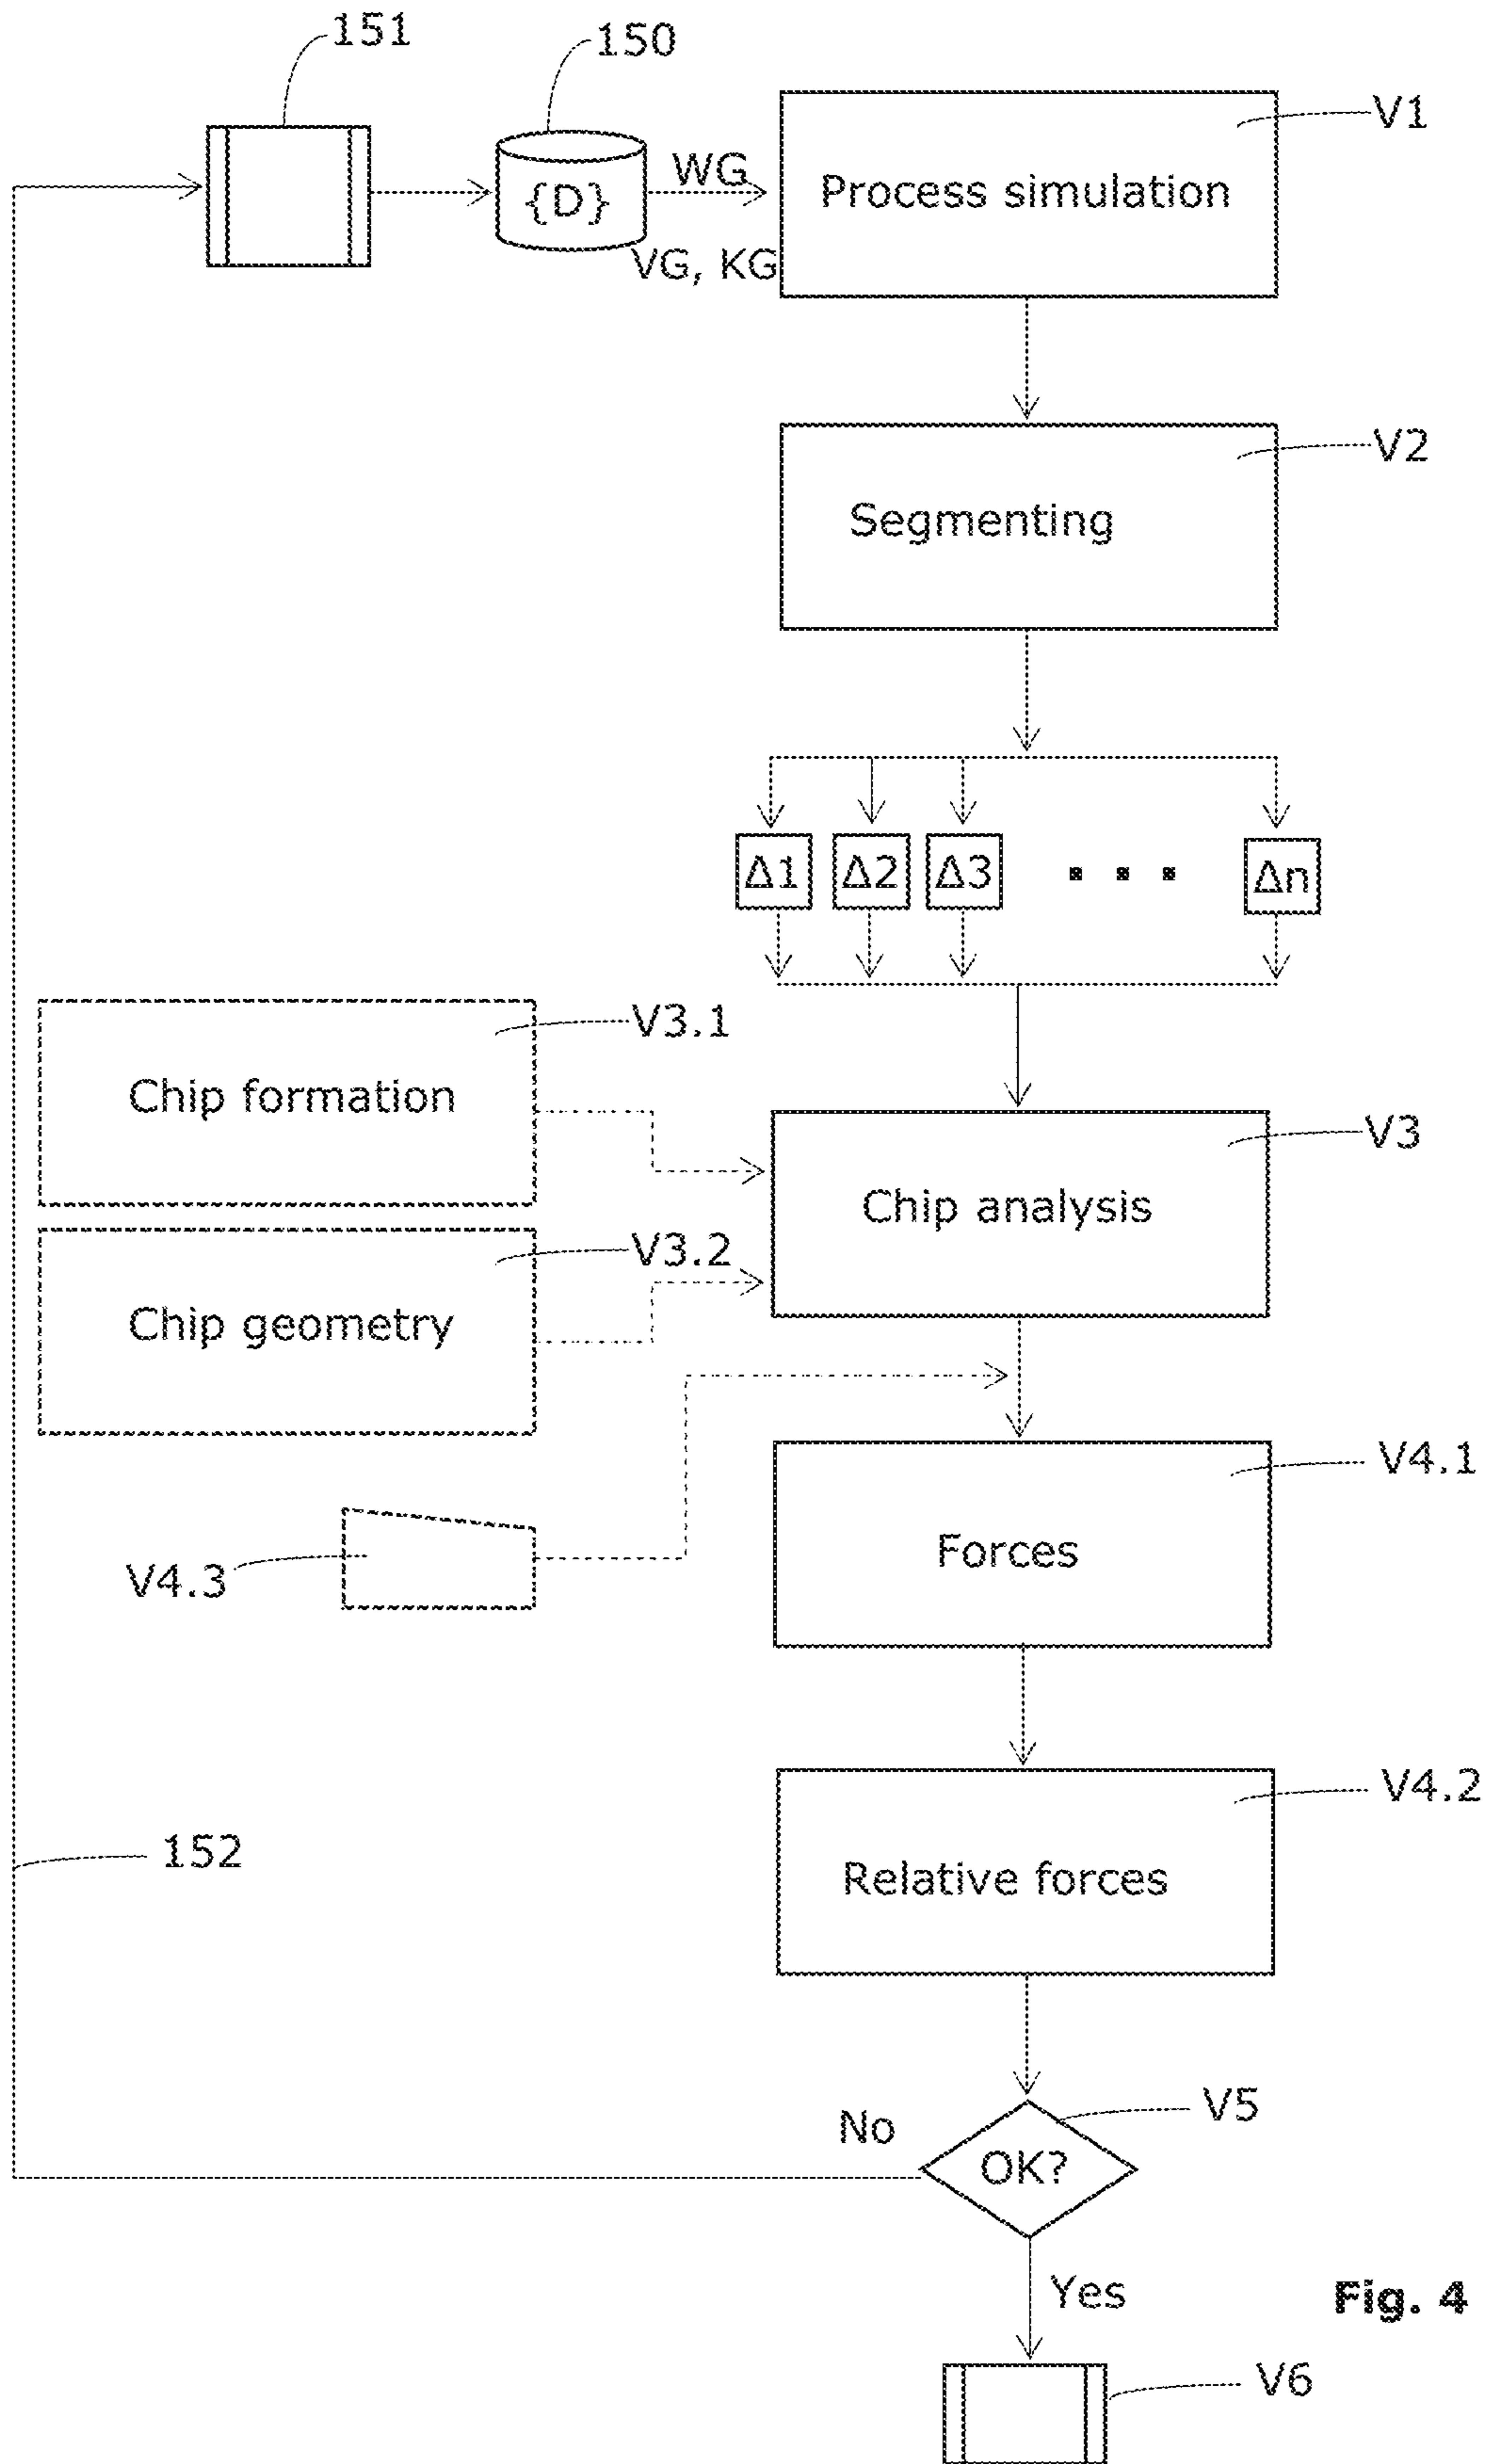 151
150
V1
WG
{D}
Process simulation
VG, KG
V2
Segmenting
Δ1
Δ2
Δ3
. . .
Δn
V3.1
Chip formation
V3
Chip analysis
V3.2
Chip geometry
V4.1
Forces
V4.3
V4.2
152
Relative forces
V5
No
OK?
Yes
Fig. 4
V6